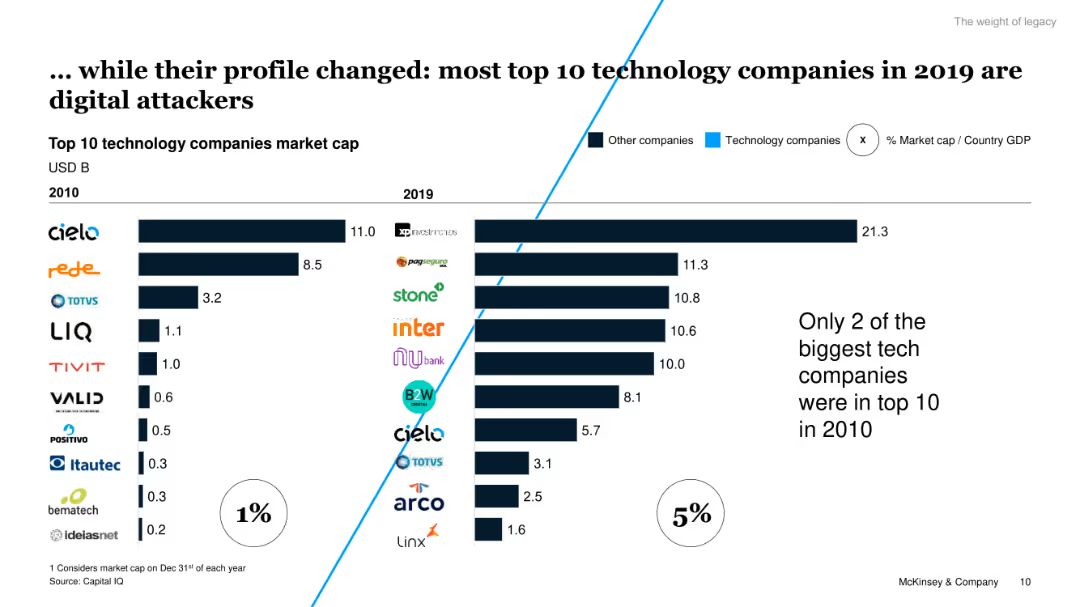 The weight of legacy
... while their profile changed: most top 10 technology companies in 2019 are
digital attackers
Top 10 technology companies market cap
USD B
Other companies
Technology companies
X
% Market cap / Country GDP
2010
2019
cielo 11.0
rede 8.5
TOTVS 3.2
LIQ 1.1
TIVIT 1.0
VALID 0.6
POSITIVO 0.5
Itautec 0.3
bematech 0.3
ideiasnet 0.2
1%
xp investimentos 21.3
pagseguro 11.3
stone 10.8
inter 10.6
nu bank 10.0
B2W DIGITAL 8.1
cielo 5.7
TOTVS 3.1
arco 2.5
linx 1.6
5%
Only 2 of the
biggest tech
companies
were in top 10
in 2010
1 Considers market cap on Dec 31st of each year
Source: Capital IQ
McKinsey & Company 10